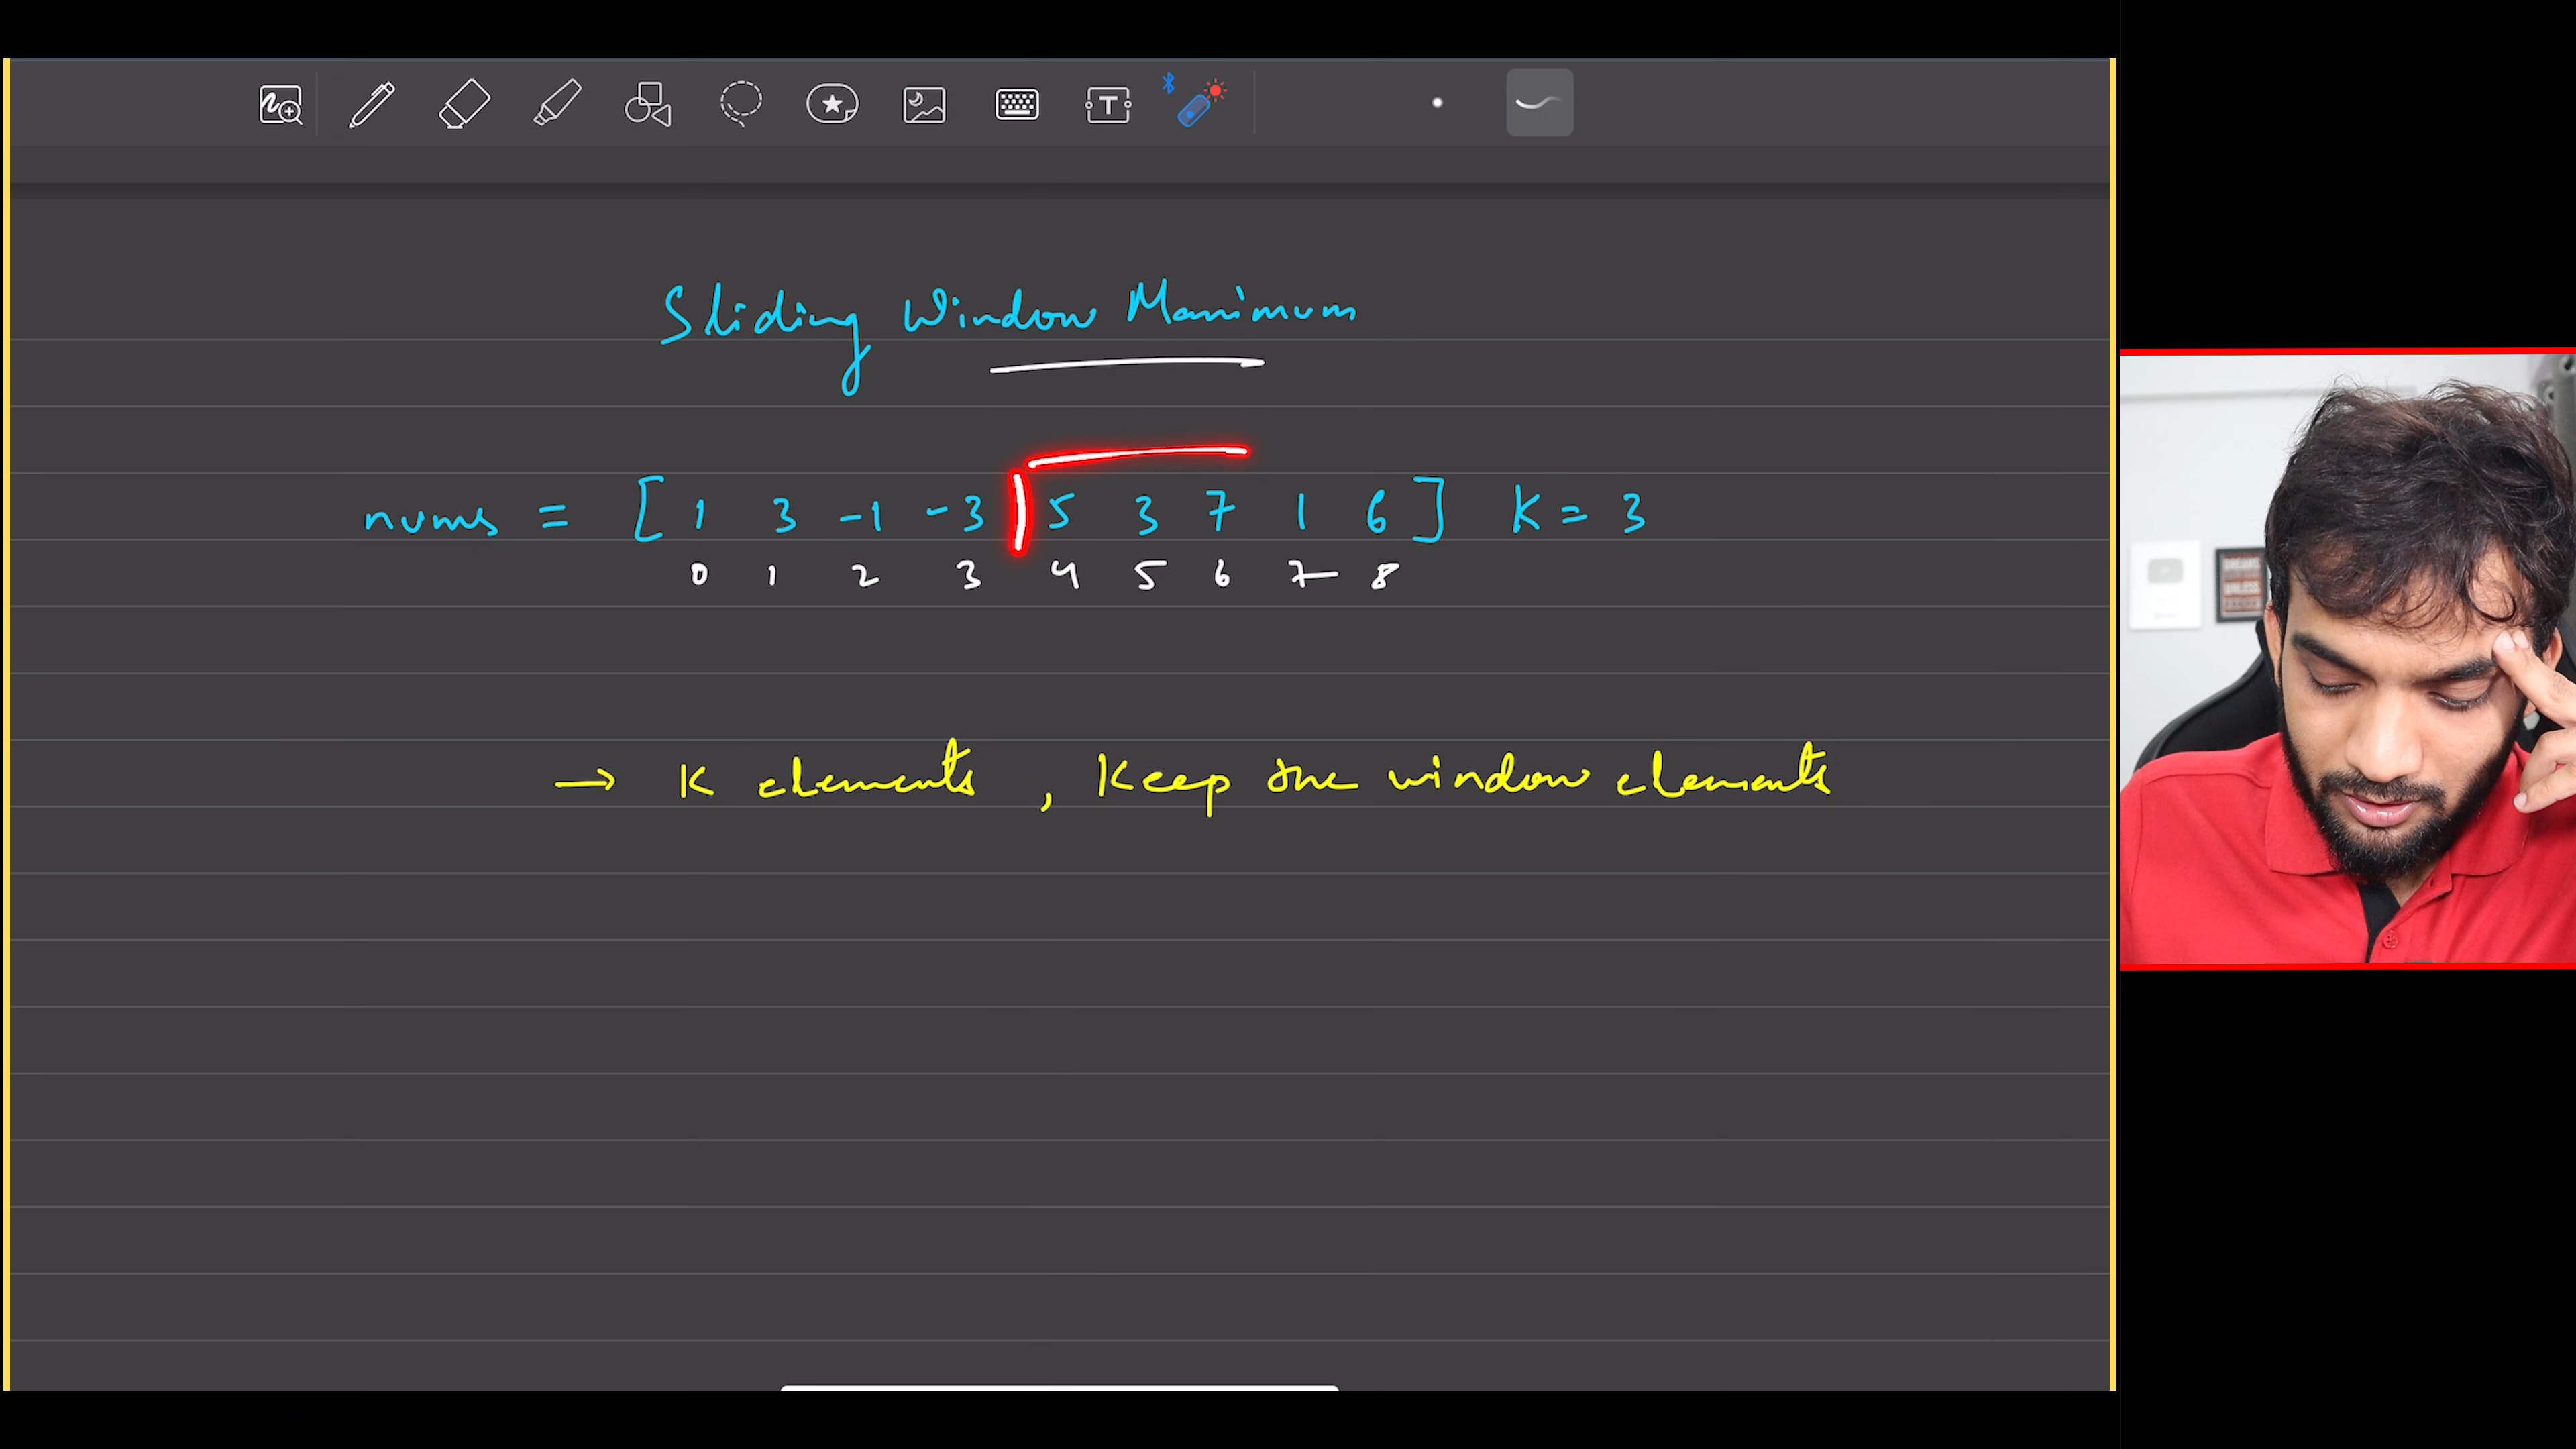 Sliding Window Maximum
nums = [ 1 3 -1 -3 5 3 7 1 6 ] K = 3
0 1 2 3 4 5 6 7 8
→ K elements , Keep the window elements